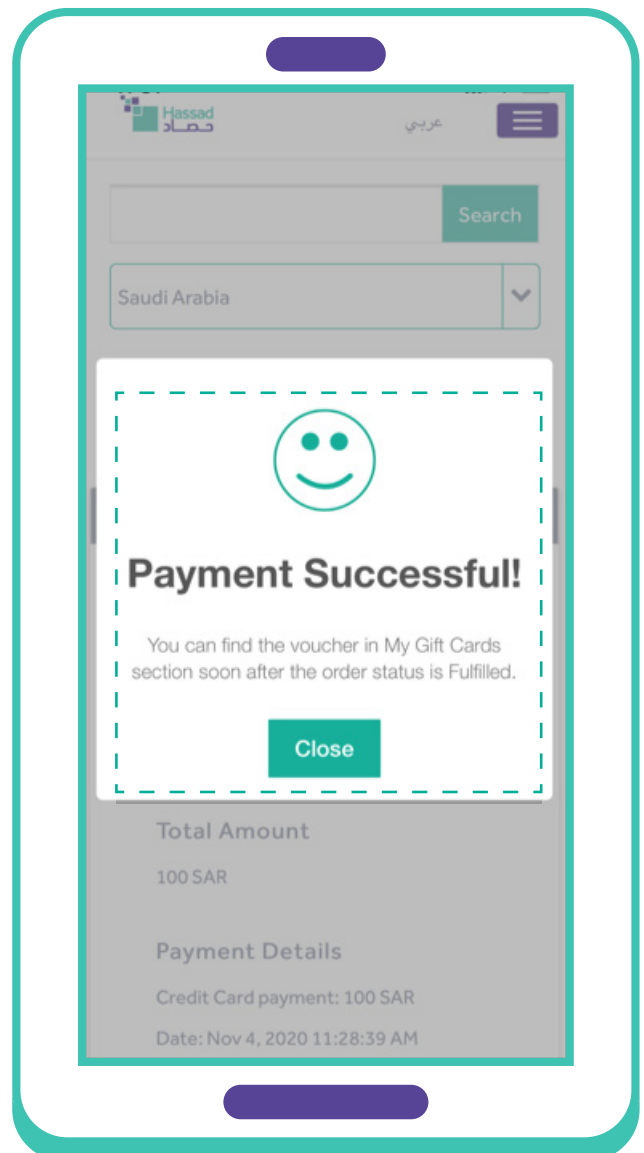 Hassad
حصاد
عربي
Search
Saudi Arabia
Payment Successful!
You can find the voucher in My Gift Cards
section soon after the order status is Fulfilled.
Close
Total Amount
100 SAR
Payment Details
Credit Card payment: 100 SAR
Date: Nov 4, 2020 11:28:39 AM